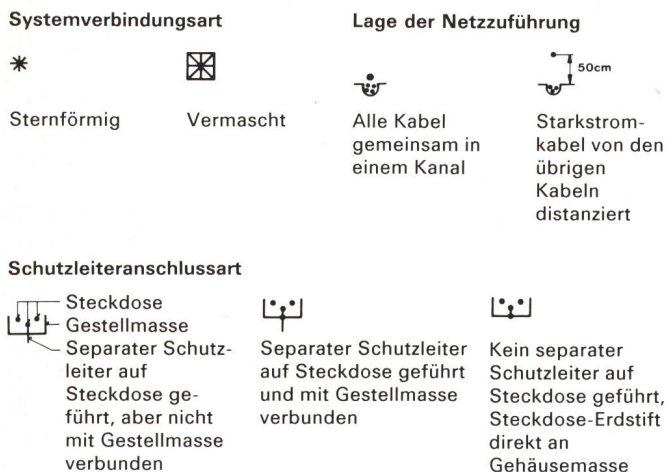 Systemverbindungsart
Lage der Netzzuführung
50cm
Sternförmig
Vermascht
Alle Kabel
gemeinsam in
einem Kanal
Starkstrom-
kabel von den
übrigen
Kabeln
distanziert
Schutzleiteranschlussart
Steckdose
Gestellmasse
Separater Schutz-
leiter auf
Steckdose ge-
führt, aber nicht
mit Gestellmasse
verbunden
Separater Schutzleiter
auf Steckdose geführt
und mit Gestellmasse
verbunden
Kein separater
Schutzleiter auf
Steckdose geführt,
Steckdose-Erdstift
direkt an
Gehäusemasse